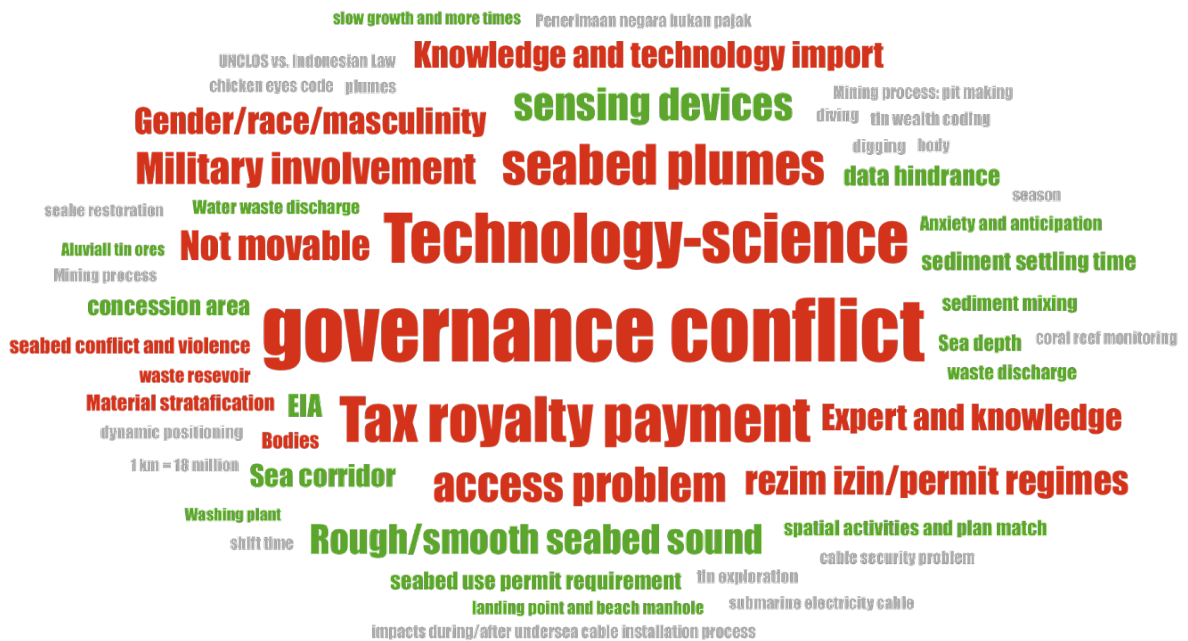 slow growth and more times
Penerimaan negara bukan pajak
UNCLOS vs. Indonesian Law
Knowledge and technology import
chicken eyes code
plumes
sensing devices
Mining process: pit making
Gender/race/masculinity
diving
tin wealth coding
Military involvement
seabed plumes
digging
body
data hindrance
season
seabe restoration
Water waste discharge
Technology-science
Anxiety and anticipation
Aluviall tin ores
Not movable
sediment settling time
Mining process
concession area
governance conflict
sediment mixing
seabed conflict and violence
Sea depth
coral reef monitoring
waste resevoir
waste discharge
Material stratafication
EIA
Tax royalty payment
Expert and knowledge
dynamic positioning
Bodies
1 km = 18 million
Sea corridor
access problem
rezim izin/permit regimes
Washing plant
shift time
Rough/smooth seabed sound
spatial activities and plan match
cable security problem
seabed use permit requirement
tin exploration
landing point and beach manhole
submarine electricity cable
impacts during/after undersea cable installation process